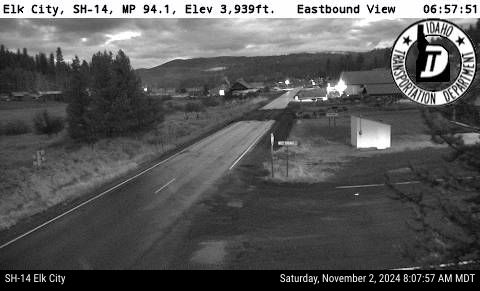 Elk City, SH-14, MP 94.1, Elev 3,939ft. Eastbound View 06:57:51
IDAHO
TRANSPORTATION DEPARTMENT
SH-14 Elk City Saturday, November 2, 2024 8:07:57 AM MDT